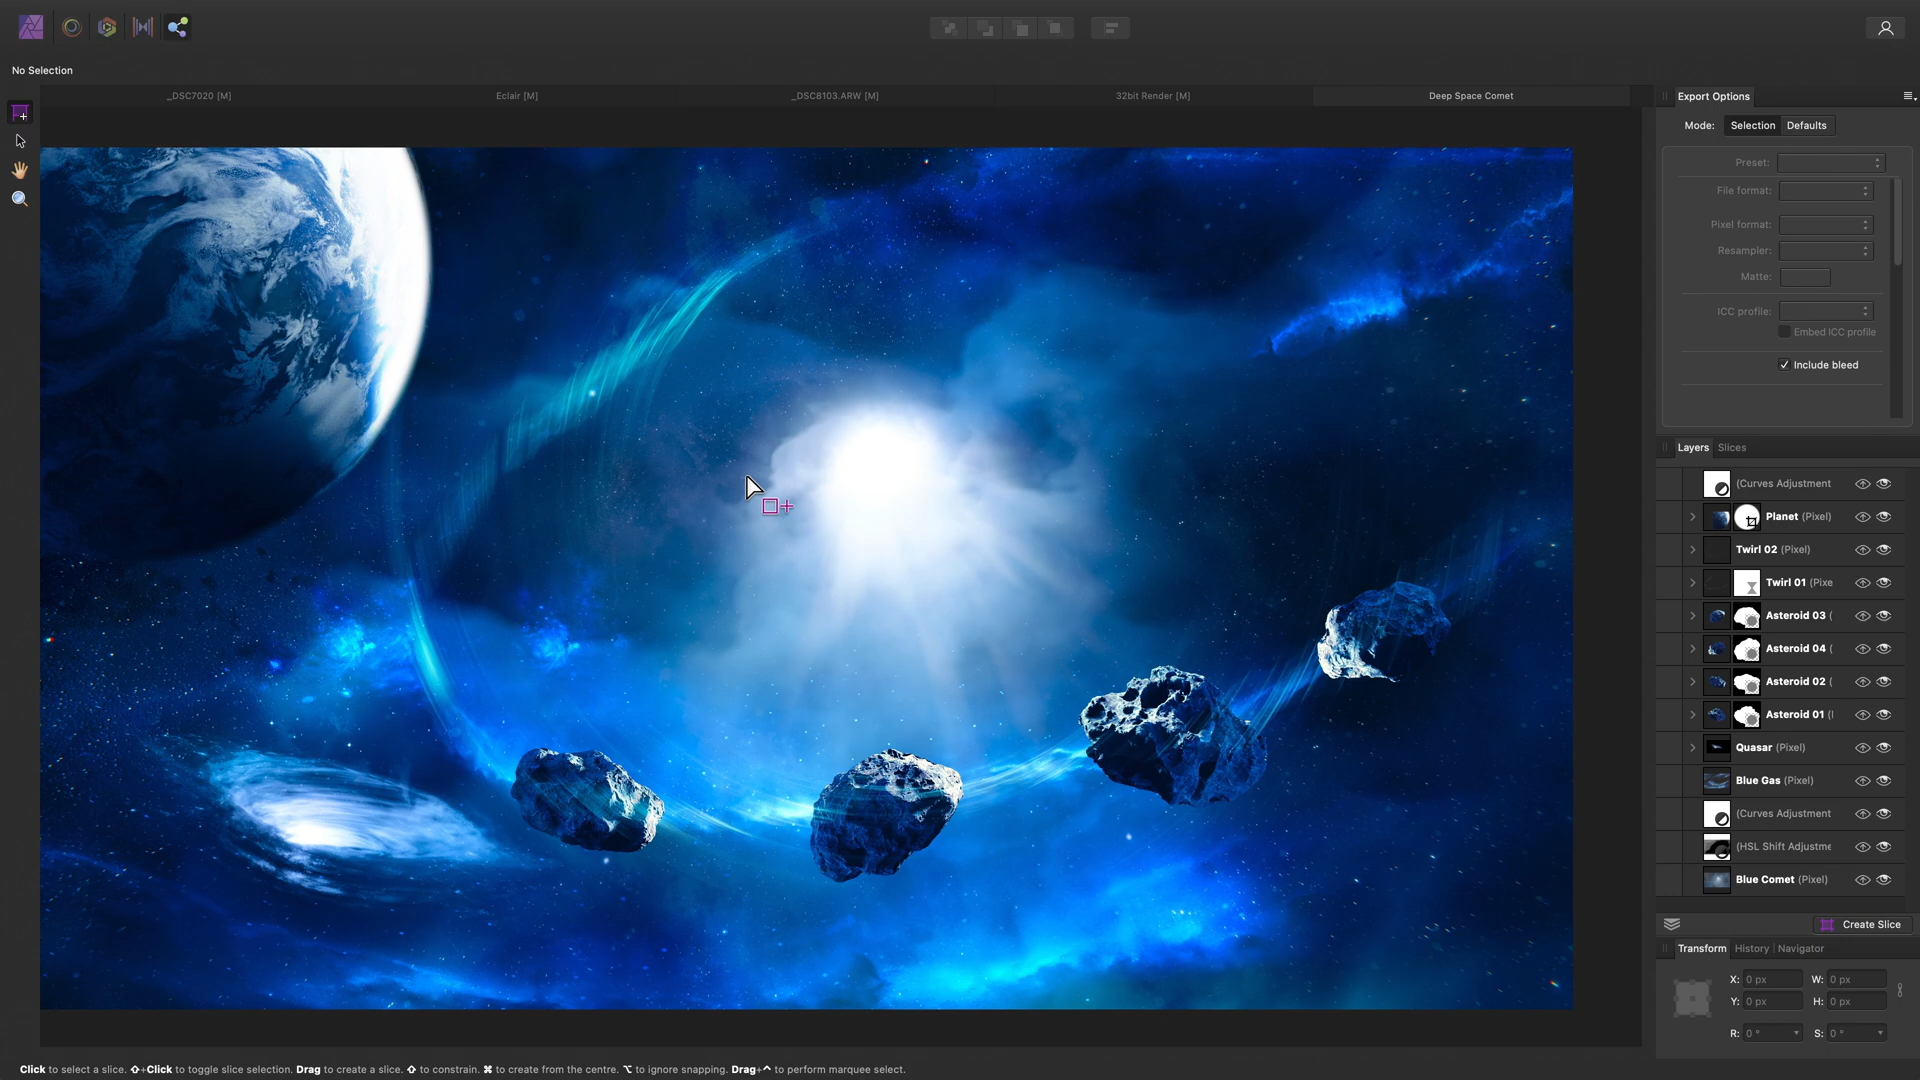 No Selection
_DSC7020 [M]
Eclair [M]
_DSC8103.ARW [M]
32bit Render [M]
Deep Space Comet
Export Options
Mode: Selection Defaults
Preset:
File format:
Pixel format:
Resampler:
Matte:
ICC profile:
Embed ICC profile
Include bleed
Layers Slices
(Curves Adjustment
Planet (Pixel)
Twirl 02 (Pixel)
Twirl 01 (Pixe
Asteroid 03 (
Asteroid 04 (
Asteroid 02 (
Asteroid 01 (
Quasar (Pixel)
Blue Gas (Pixel)
(Curves Adjustment
(HSL Shift Adjustme
Blue Comet (Pixel)
Create Slice
Transform History Navigator
X: 0 px W: 0 px
Y: 0 px H: 0 px
R: 0 ° S: 0 °
Click to select a slice. ⇧+Click to toggle slice selection. Drag to create a slice. ⇧ to constrain. ⌘ to create from the centre. ⌥ to ignore snapping. Drag+⌃ to perform marquee select.